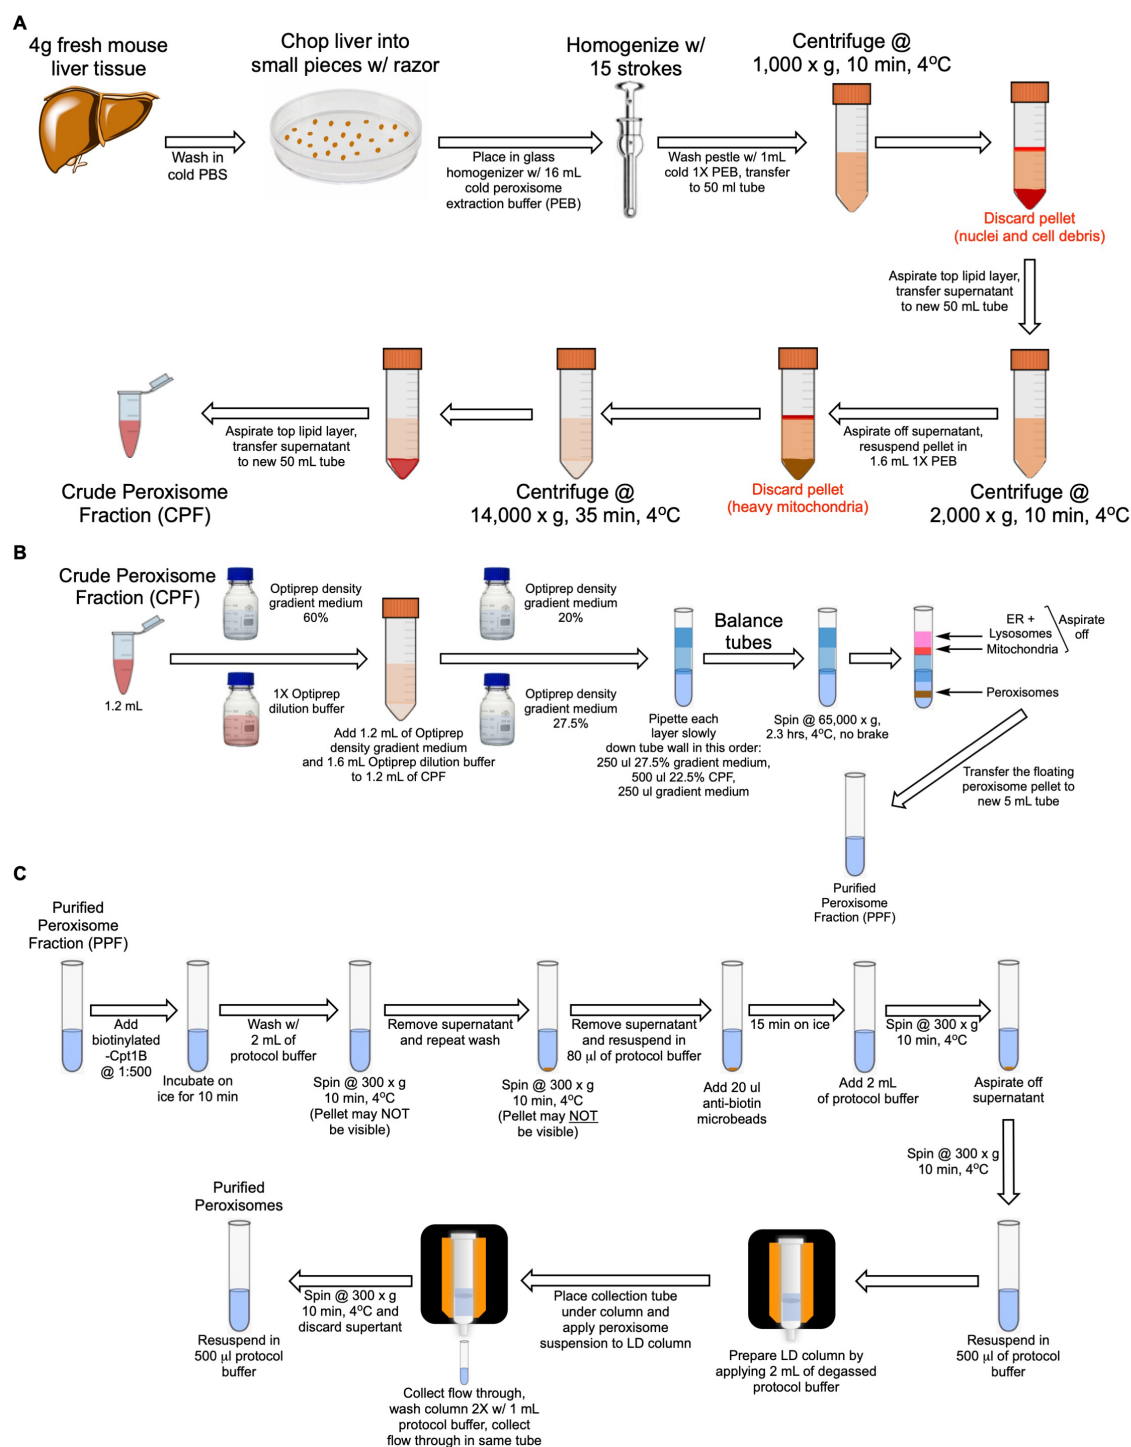 A
4g fresh mouse
liver tissue
Wash in
cold PBS
Chop liver into
small pieces w/ razor
Place in glass
homogenizer w/ 16 mL
cold peroxisome
extraction buffer (PEB)
Homogenize w/
15 strokes
Wash pestle w/ 1mL
cold 1X PEB, transfer
to 50 ml tube
Centrifuge @
1,000 x g, 10 min, 4°C
Discard pellet
(nuclei and cell debris)
Aspirate top lipid layer,
transfer supernatant
to new 50 mL tube
Centrifuge @
2,000 x g, 10 min, 4°C
Aspirate off supernatant,
resuspend pellet in
1.6 mL 1X PEB
Discard pellet
(heavy mitochondria)
Centrifuge @
14,000 x g, 35 min, 4°C
Aspirate top lipid layer,
transfer supernatant
to new 50 mL tube
Crude Peroxisome
Fraction (CPF)
B
Crude Peroxisome
Fraction (CPF)
1.2 mL
Optiprep density
gradient medium
60%
1X Optiprep
dilution buffer
Add 1.2 mL of Optiprep
density gradient medium
and 1.6 mL Optiprep dilution buffer
to 1.2 mL of CPF
Optiprep density
gradient medium
20%
Optiprep density
gradient medium
27.5%
Pipette each
layer slowly
down tube wall in this order:
250 ul 27.5% gradient medium,
500 ul 22.5% CPF,
250 ul gradient medium
Balance
tubes
Spin @ 65,000 x g,
2.3 hrs, 4°C, no brake
ER +
Lysosomes
Mitochondria
Aspirate
off
Peroxisomes
Transfer the floating
peroxisome pellet to
new 5 mL tube
Purified
Peroxisome
Fraction (PPF)
C
Purified
Peroxisome
Fraction (PPF)
Add
biotinylated
-Cpt1B
@ 1:500
Incubate on
ice for 10 min
Wash w/
2 mL of
protocol buffer
Spin @ 300 x g
10 min, 4°C
(Pellet may NOT
be visible)
Remove supernatant
and repeat wash
Spin @ 300 x g
10 min, 4°C
(Pellet may NOT
be visible)
Remove supernatant
and resuspend in
80 µl of protocol buffer
Add 20 ul
anti-biotin
microbeads
15 min on ice
Add 2 mL
of protocol buffer
Spin @ 300 x g
10 min, 4°C
Aspirate off
supernatant
Spin @ 300 x g
10 min, 4°C
Resuspend in
500 µl of protocol
buffer
Prepare LD column by
applying 2 mL of degassed
protocol buffer
Place collection tube
under column and
apply peroxisome
suspension to LD column
Collect flow through,
wash column 2X w/ 1 mL
protocol buffer, collect
flow through in same tube
Spin @ 300 x g
10 min, 4°C and
discard supertant
Purified
Peroxisomes
Resuspend in
500 µl protocol
buffer